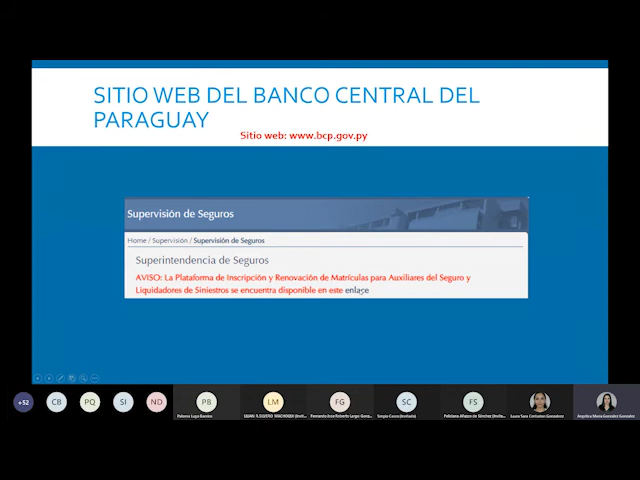 SITIO WEB DEL BANCO CENTRAL DEL
PARAGUAY
Sitio web: www.bcp.gov.py
Supervisión de Seguros
Home / Supervisión / Supervisión de Seguros
Superintendencia de Seguros
AVISO: La Plataforma de Inscripción y Renovación de Matrículas para Auxiliares del Seguro y
Liquidadores de Siniestros se encuentra disponible en este enlace
+52 CB PQ SI ND PB LM FG SC FS
Paloma Lugo